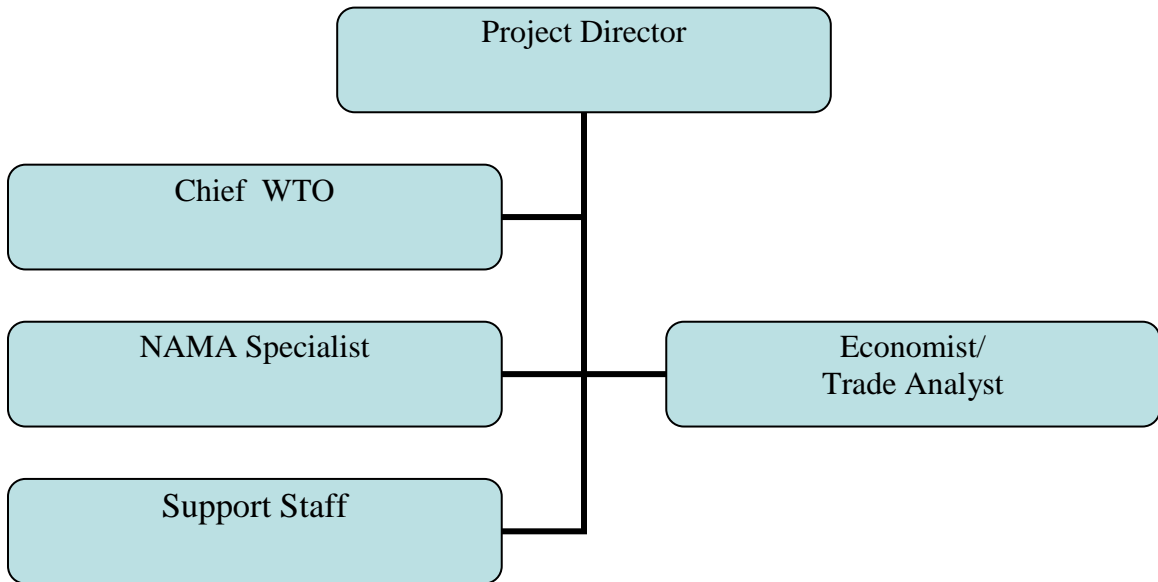 Project Director
Chief WTO
NAMA Specialist
Economist/
Trade Analyst
Support Staff